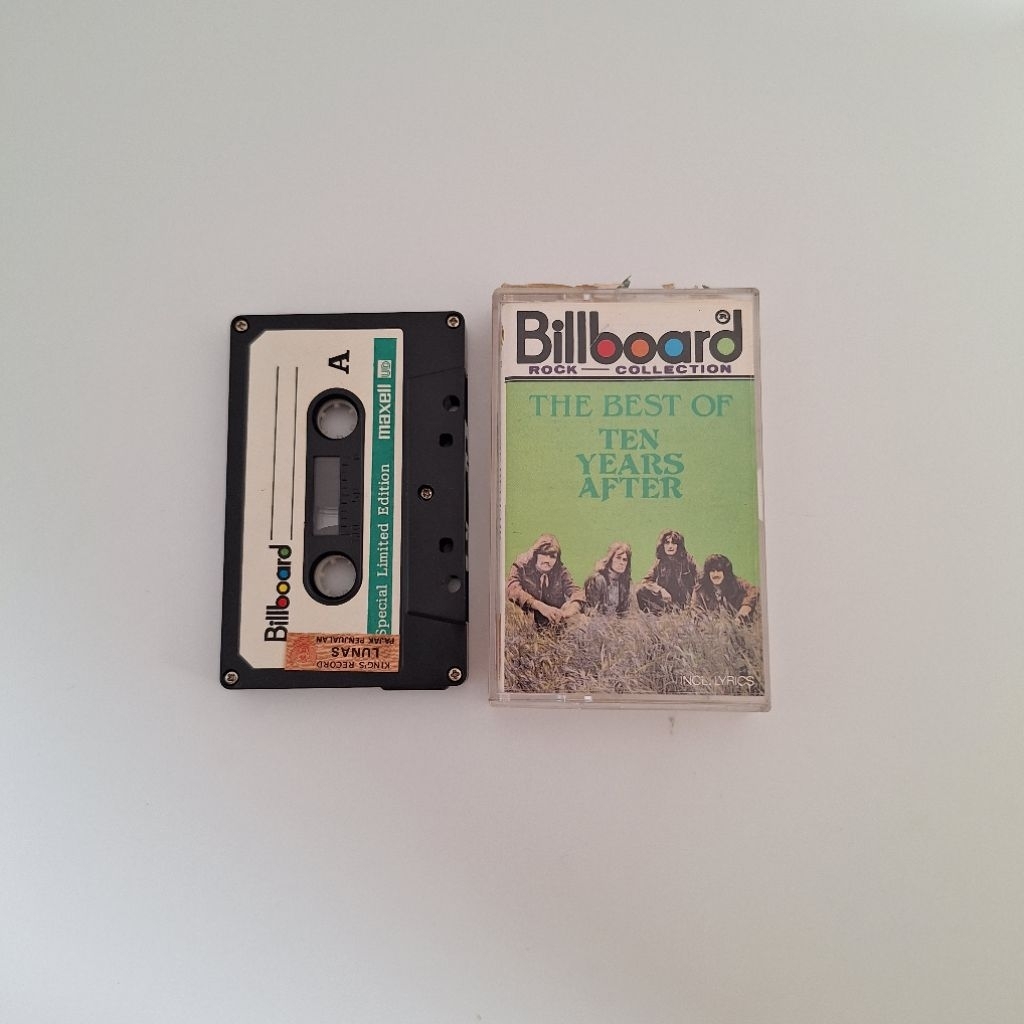 Billboard
A
Special Limited Edition maxell UD
KING'S RECORD
LUNAS
PAJAK PENJUALAN
Billboard®
ROCK COLLECTION
THE BEST OF
TEN
YEARS
AFTER
INCL. LYRICS